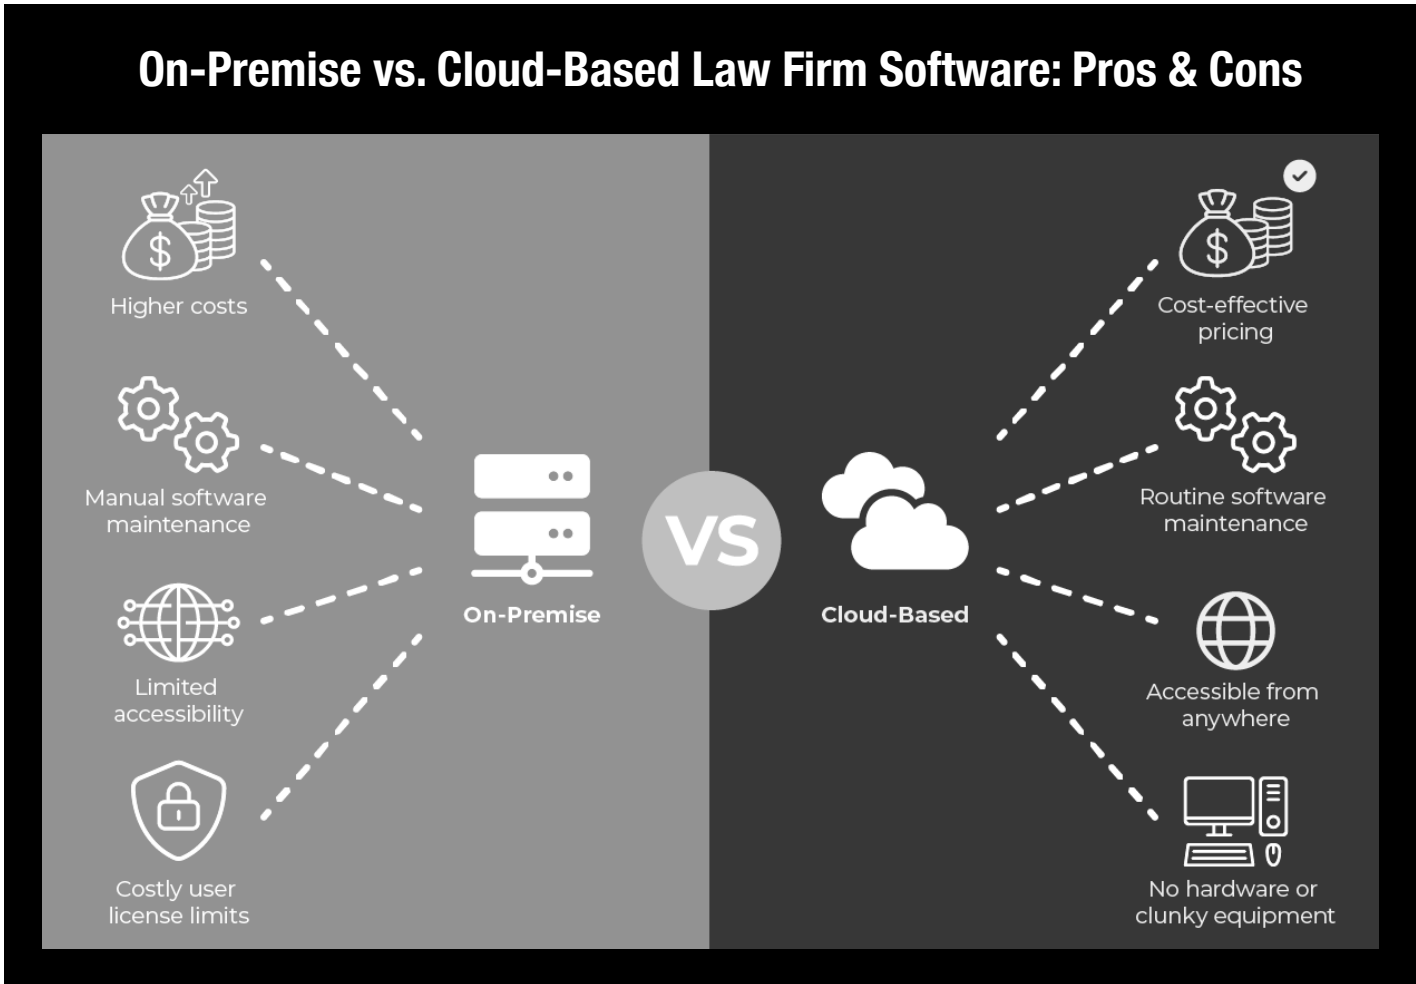 On-Premise vs. Cloud-Based Law Firm Software: Pros & Cons
$
Higher costs
Manual software
maintenance
Limited
accessibility
Costly user
license limits
On-Premise
VS
Cloud-Based
$
Cost-effective
pricing
Routine software
maintenance
Accessible from
anywhere
No hardware or
clunky equipment